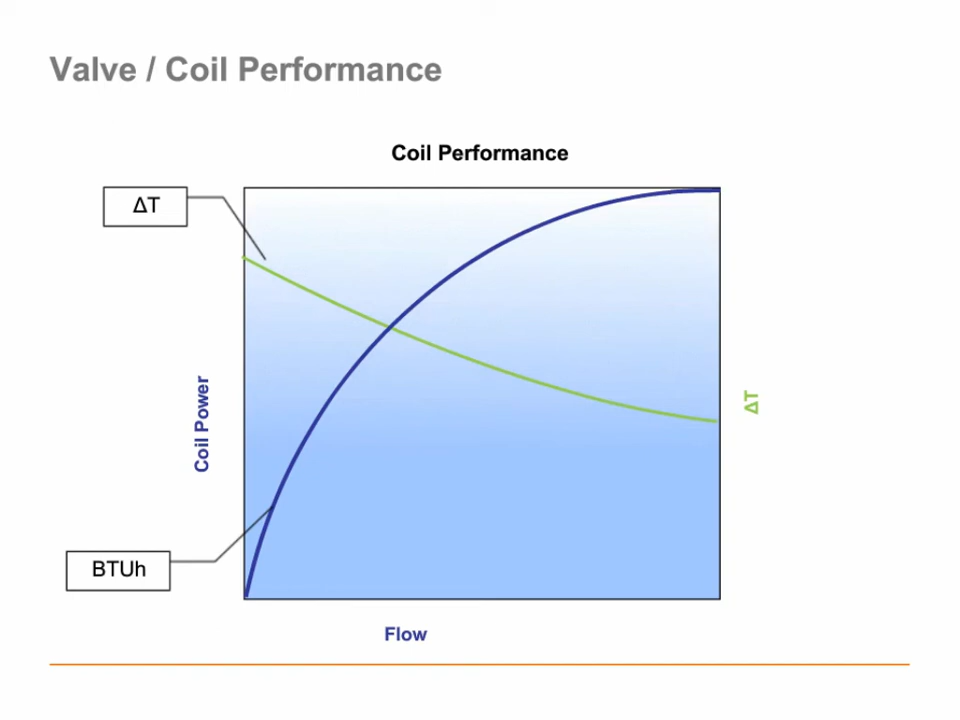 Valve / Coil Performance
Coil Performance
ΔT
Coil Power
ΔT
BTUh
Flow